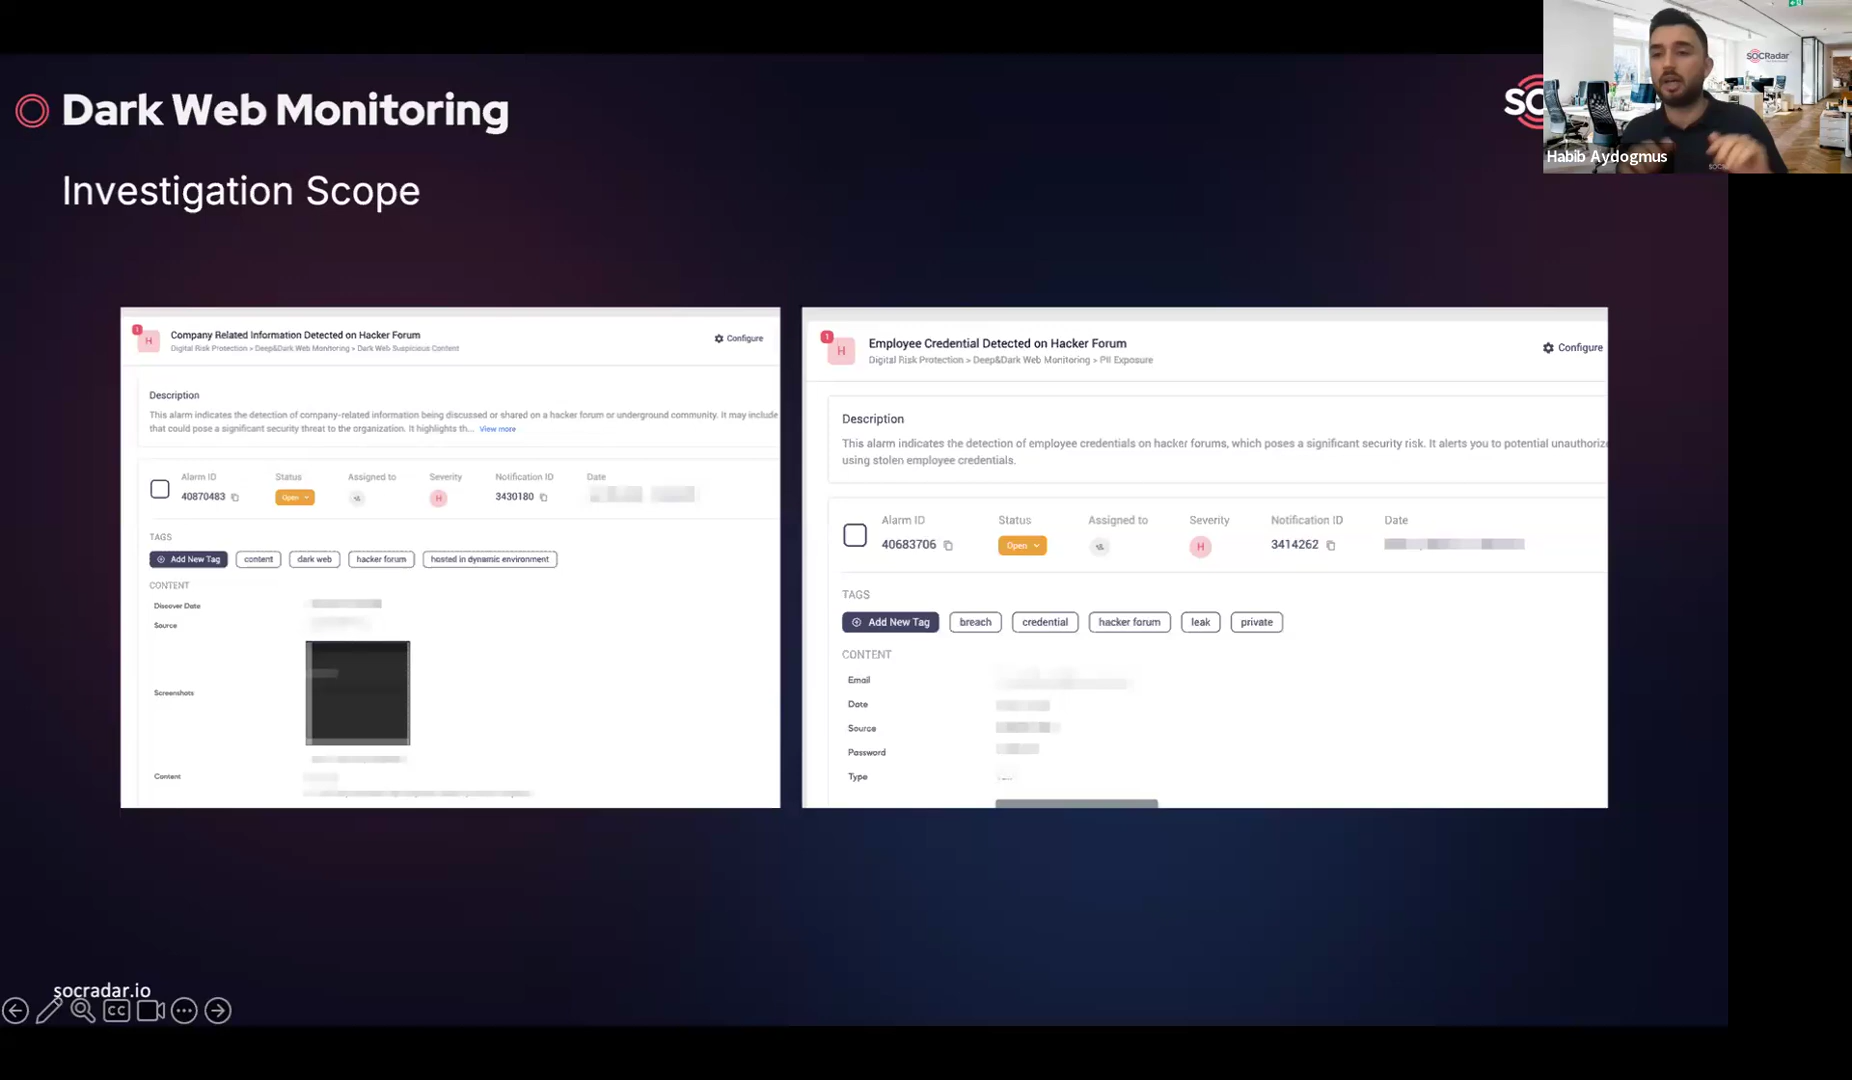 Dark Web Monitoring
Investigation Scope
SOCRadar
Habib Aydogmus
1
H
Company Related Information Detected on Hacker Forum
Configure
Digital Risk Protection > Deep&Dark Web Monitoring > Dark Web Suspicious Content
Description
This alarm indicates the detection of company-related information being discussed or shared on a hacker forum or underground community. It may include
that could pose a significant security threat to the organization. It highlights th... View more
Alarm ID Status Assigned to Severity Notification ID Date
40870483 Open H 3430180
TAGS
Add New Tag content dark web hacker forum hosted in dynamic environment
CONTENT
Discover Date
Source
Screenshots
Content
1
H
Employee Credential Detected on Hacker Forum
Configure
Digital Risk Protection > Deep&Dark Web Monitoring > PII Exposure
Description
This alarm indicates the detection of employee credentials on hacker forums, which poses a significant security risk. It alerts you to potential unauthorize
using stolen employee credentials.
Alarm ID Status Assigned to Severity Notification ID Date
40683706 Open H 3414262
TAGS
Add New Tag breach credential hacker forum leak private
CONTENT
Email
Date
Source
Password
Type
socradar.io
CC